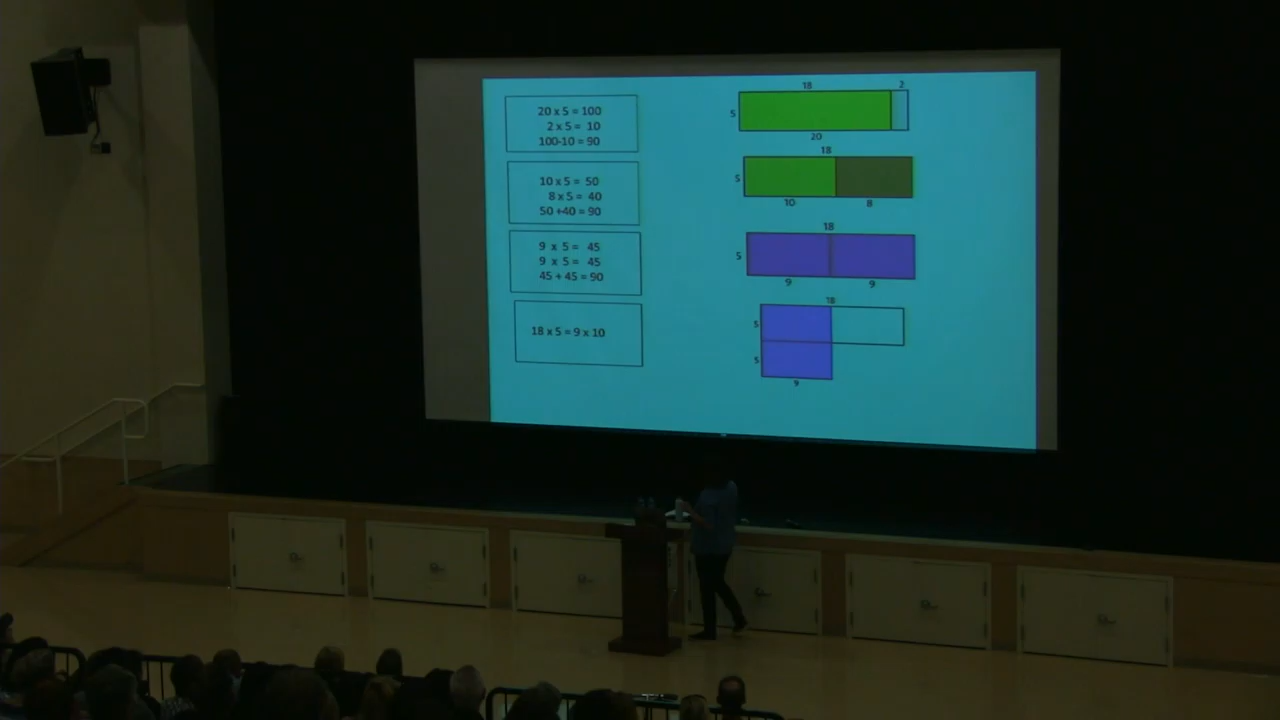 20 x 5 = 100
2 x 5 = 10
100-10 = 90
10 x 5 = 50
8 x 5 = 40
50 +40 = 90
9 x 5 = 45
9 x 5 = 45
45 + 45 = 90
18 x 5 = 9 x 10
18 2
5
20
18
5
10 8
18
5
9 9
18
5
5
9